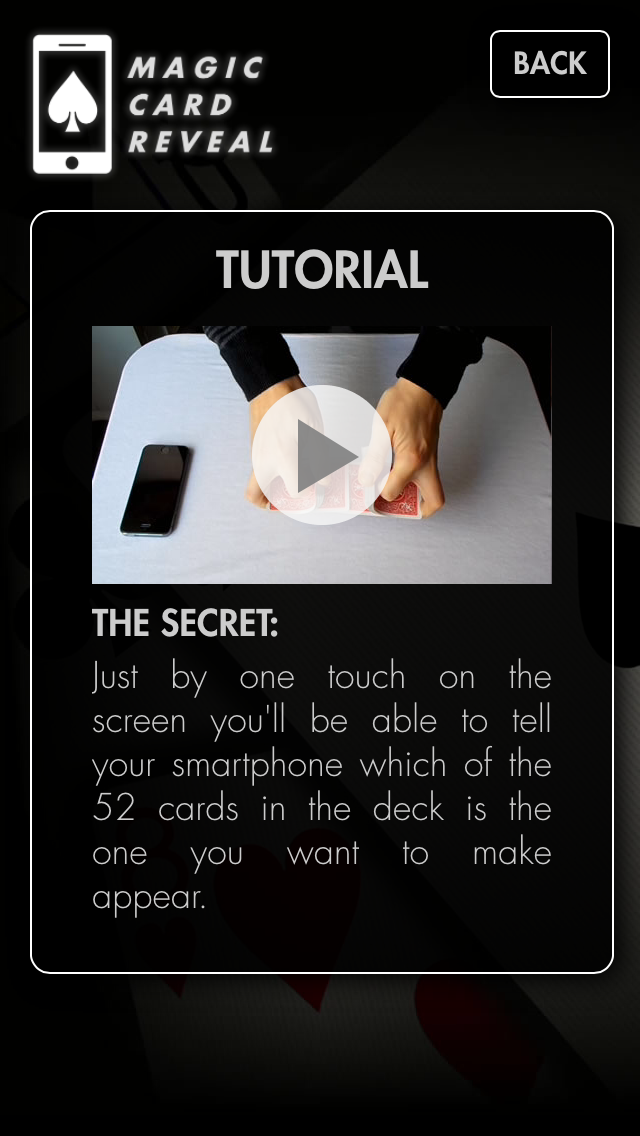 MAGIC
CARD
REVEAL
BACK
TUTORIAL
THE SECRET:
Just by one touch on the
screen you'll be able to tell
your smartphone which of the
52 cards in the deck is the
one you want to make
appear.